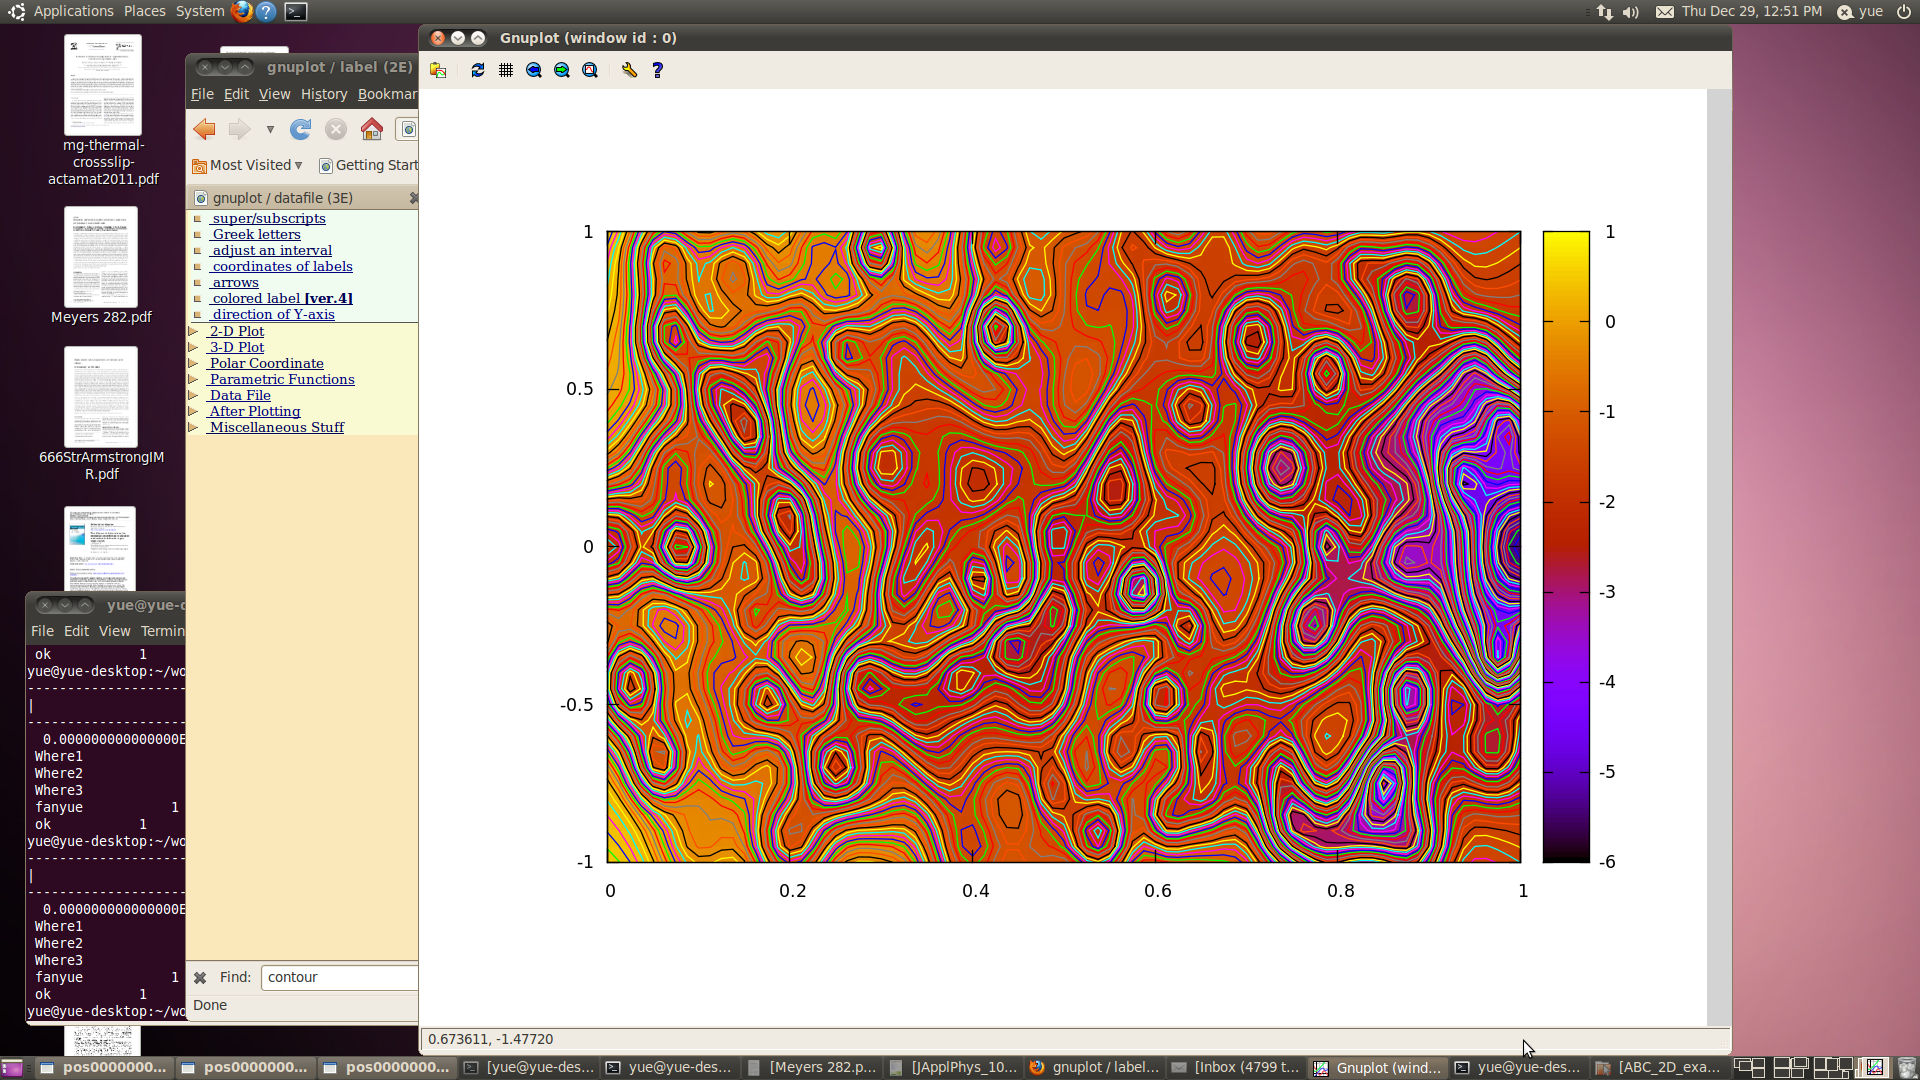 Applications Places System
Thu Dec 29, 12:51 PM yue
mg-thermal-
crossslip-
actamat2011.pdf
Meyers 282.pdf
666StrArmstrongIM
R.pdf
gnuplot / label (2E)
File Edit View History Bookmar
Most Visited Getting Start
gnuplot / datafile (3E)
super/subscripts
Greek letters
adjust an interval
coordinates of labels
arrows
colored label [ver.4]
direction of Y-axis
2-D Plot
3-D Plot
Polar Coordinate
Parametric Functions
Data File
After Plotting
Miscellaneous Stuff
Find: contour
Done
yue@yue-d
File Edit View Termin
ok 1
yue@yue-desktop:~/wo
--------------------
|
--------------------
0.000000000000000E
Where1
Where2
Where3
fanyue 1
ok 1
yue@yue-desktop:~/wo
--------------------
|
--------------------
0.000000000000000E
Where1
Where2
Where3
fanyue 1
ok 1
yue@yue-desktop:~/wo
Gnuplot (window id : 0)
1
0.5
0
-0.5
-1
0 0.2 0.4 0.6 0.8 1
1
0
-1
-2
-3
-4
-5
-6
0.673611, -1.47720
pos0000000... pos0000000... pos0000000... [yue@yue-des... yue@yue-des... [Meyers 282.p... [JApplPhys_10... gnuplot / label... [Inbox (4799 t... Gnuplot (wind... yue@yue-des... [ABC_2D_exa...